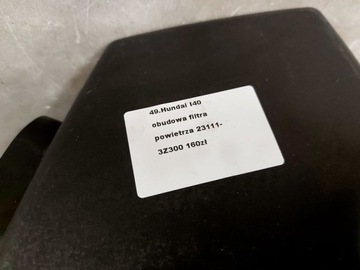 49.Hundai I40
obudowa filtra
powietrza 23111-
3Z300 160zł